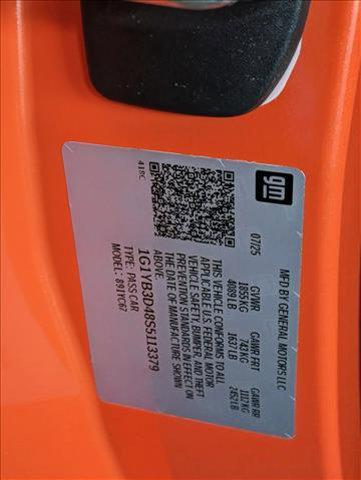 gm
MFD BY GENERAL MOTORS LLC
07/25 GVWR GAWR FRT GAWR RR
1855 KG 743 KG 1112 KG
4089 LB 1637 LB 2452 LB
THIS VEHICLE CONFORMS TO ALL
APPLICABLE U.S. FEDERAL MOTOR
VEHICLE SAFETY, BUMPER, AND THEFT
PREVENTION STANDARDS IN EFFECT ON
THE DATE OF MANUFACTURE SHOWN
ABOVE.
41BC
1G1YB3D48S5113379
TYPE: PASS CAR
891YC67